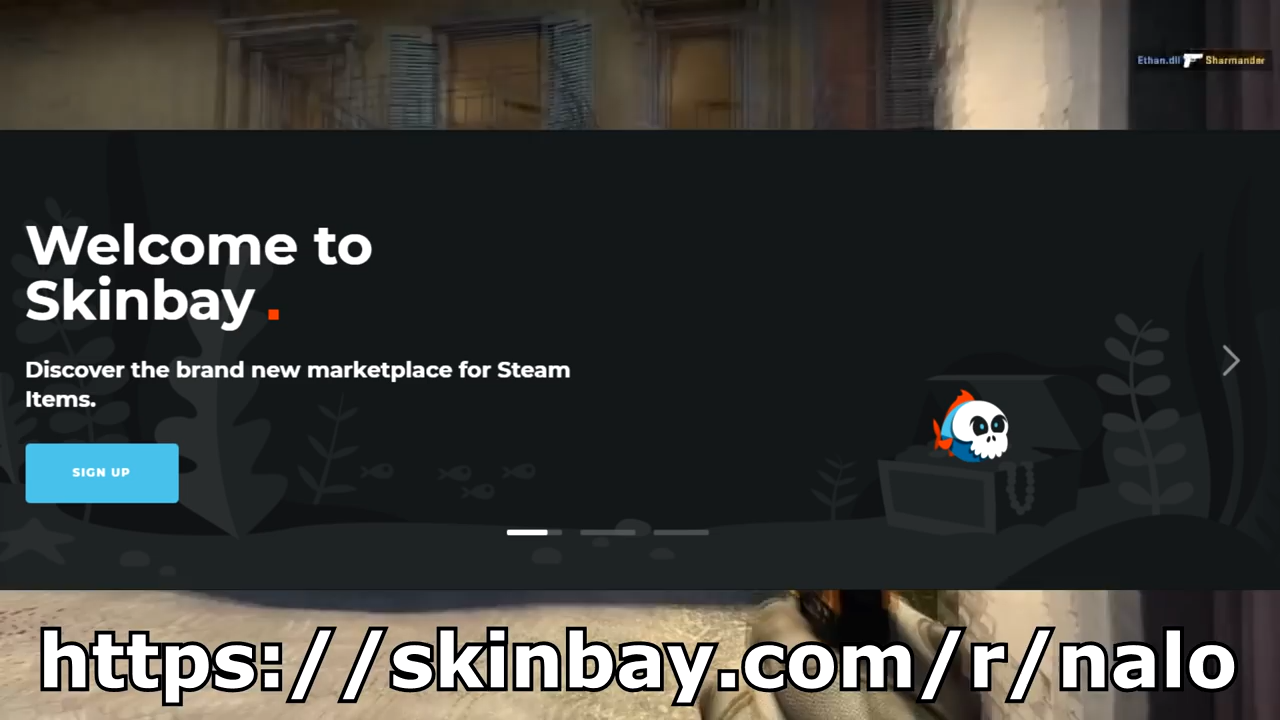 Ethan.dll Sharmander
Welcome to
Skinbay.
Discover the brand new marketplace for Steam
Items.
SIGN UP
https://skinbay.com/r/nalo